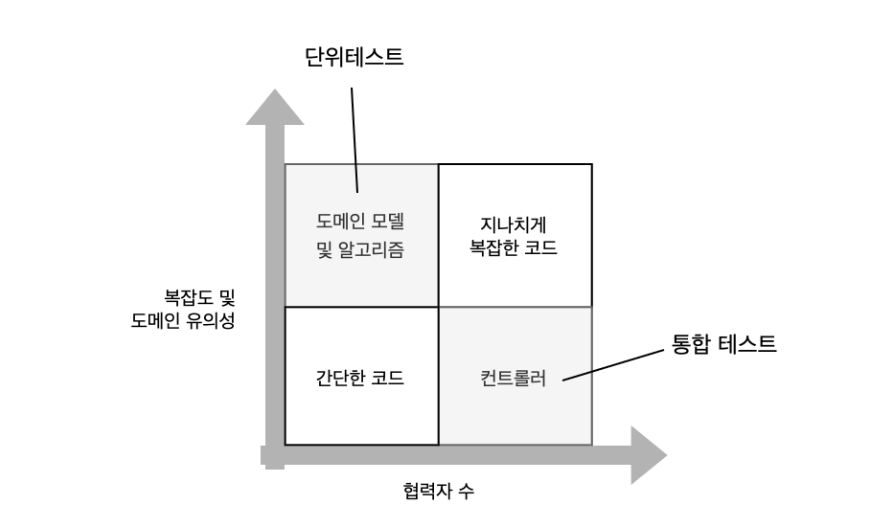 단위테스트
도메인 모델
및 알고리즘
지나치게
복잡한 코드
복잡도 및
도메인 유의성
간단한 코드
컨트롤러
통합 테스트
협력자 수